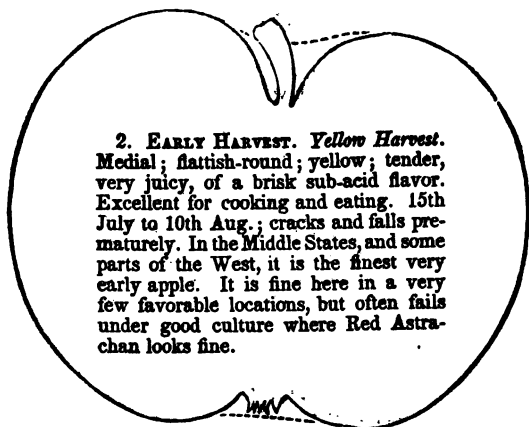 2. EARLY HARVEST. Yellow Harvest.
Medial; flattish-round; yellow; tender,
very juicy, of a brisk sub-acid flavor.
Excellent for cooking and eating. 15th
July to 10th Aug.; cracks and falls pre-
maturely. In the Middle States, and some
parts of the West, it is the finest very
early apple. It is fine here in a very
few favorable locations, but often fails
under good culture where Red Astra-
chan looks fine.